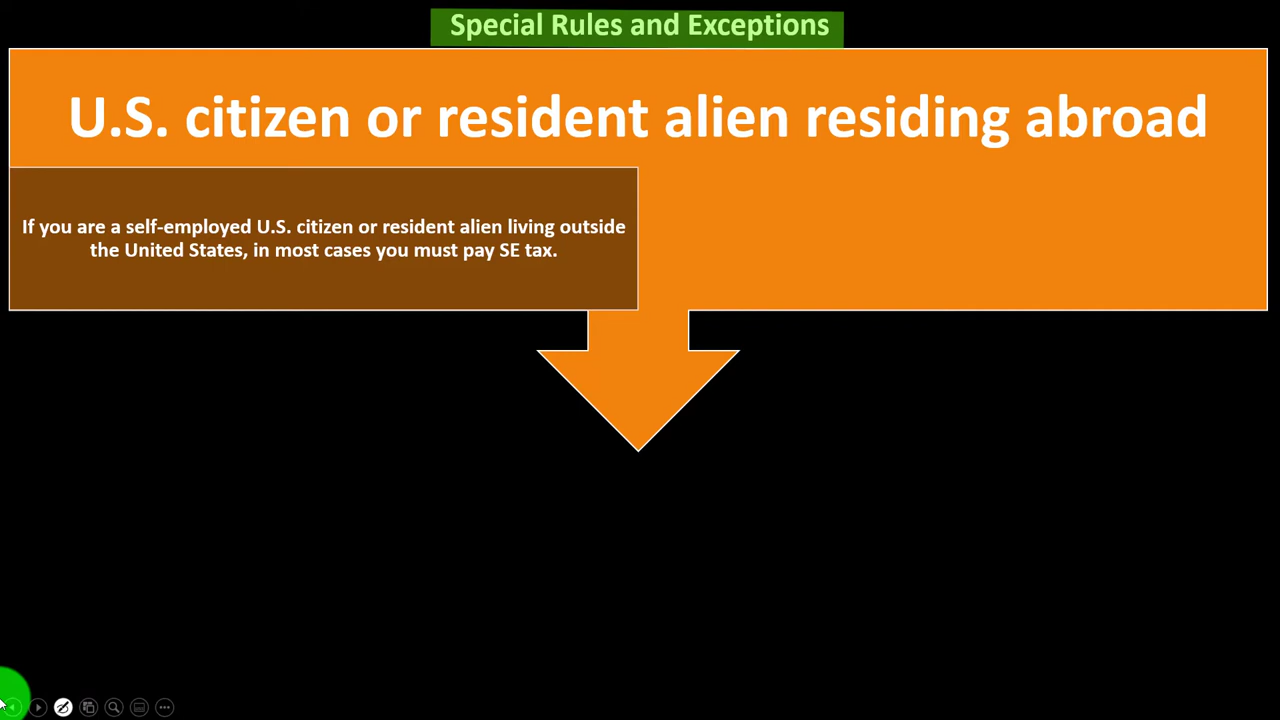 Special Rules and Exceptions
U.S. citizen or resident alien residing abroad
If you are a self-employed U.S. citizen or resident alien living outside
the United States, in most cases you must pay SE tax.